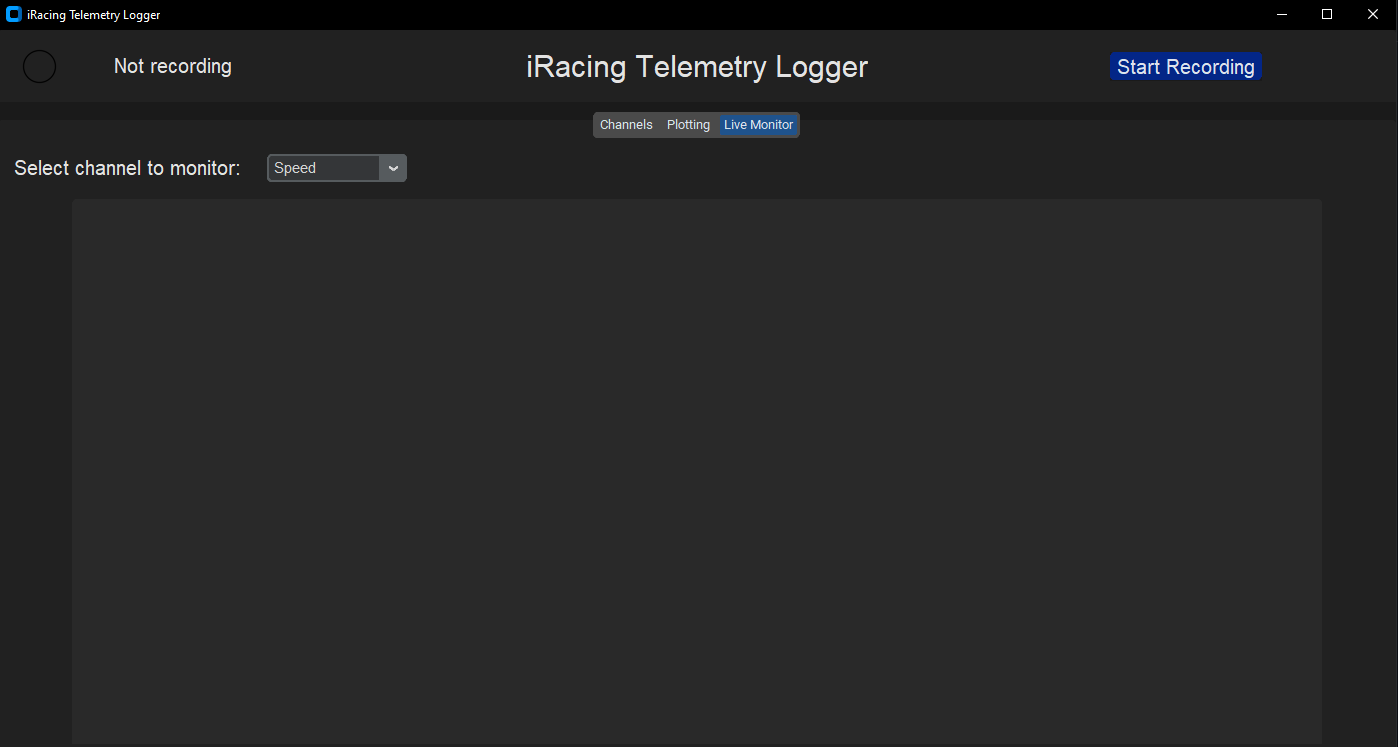 iRacing Telemetry Logger
Not recording
iRacing Telemetry Logger
Start Recording
Channels Plotting Live Monitor
Select channel to monitor: Speed